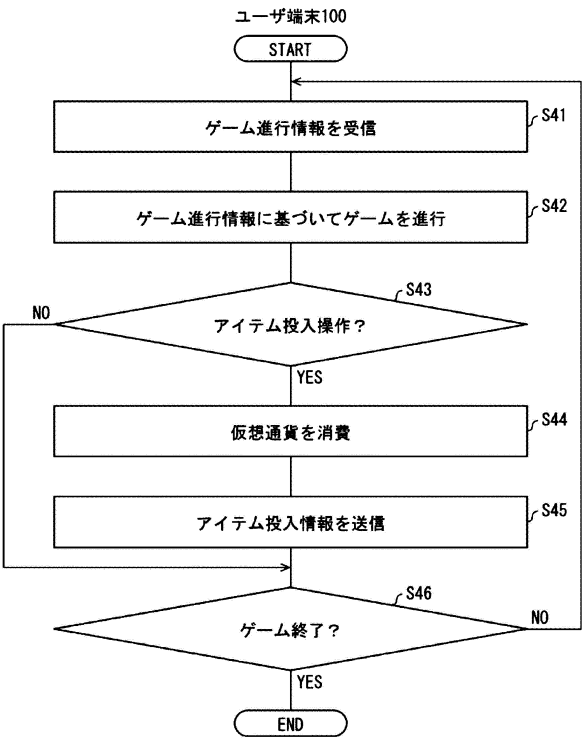 ユーザ端末100
START
ゲーム進行情報を受信
S41
ゲーム進行情報に基づいてゲームを進行
S42
S43
NO
アイテム投入操作？
YES
仮想通貨を消費
S44
アイテム投入情報を送信
S45
S46
ゲーム終了？
NO
YES
END